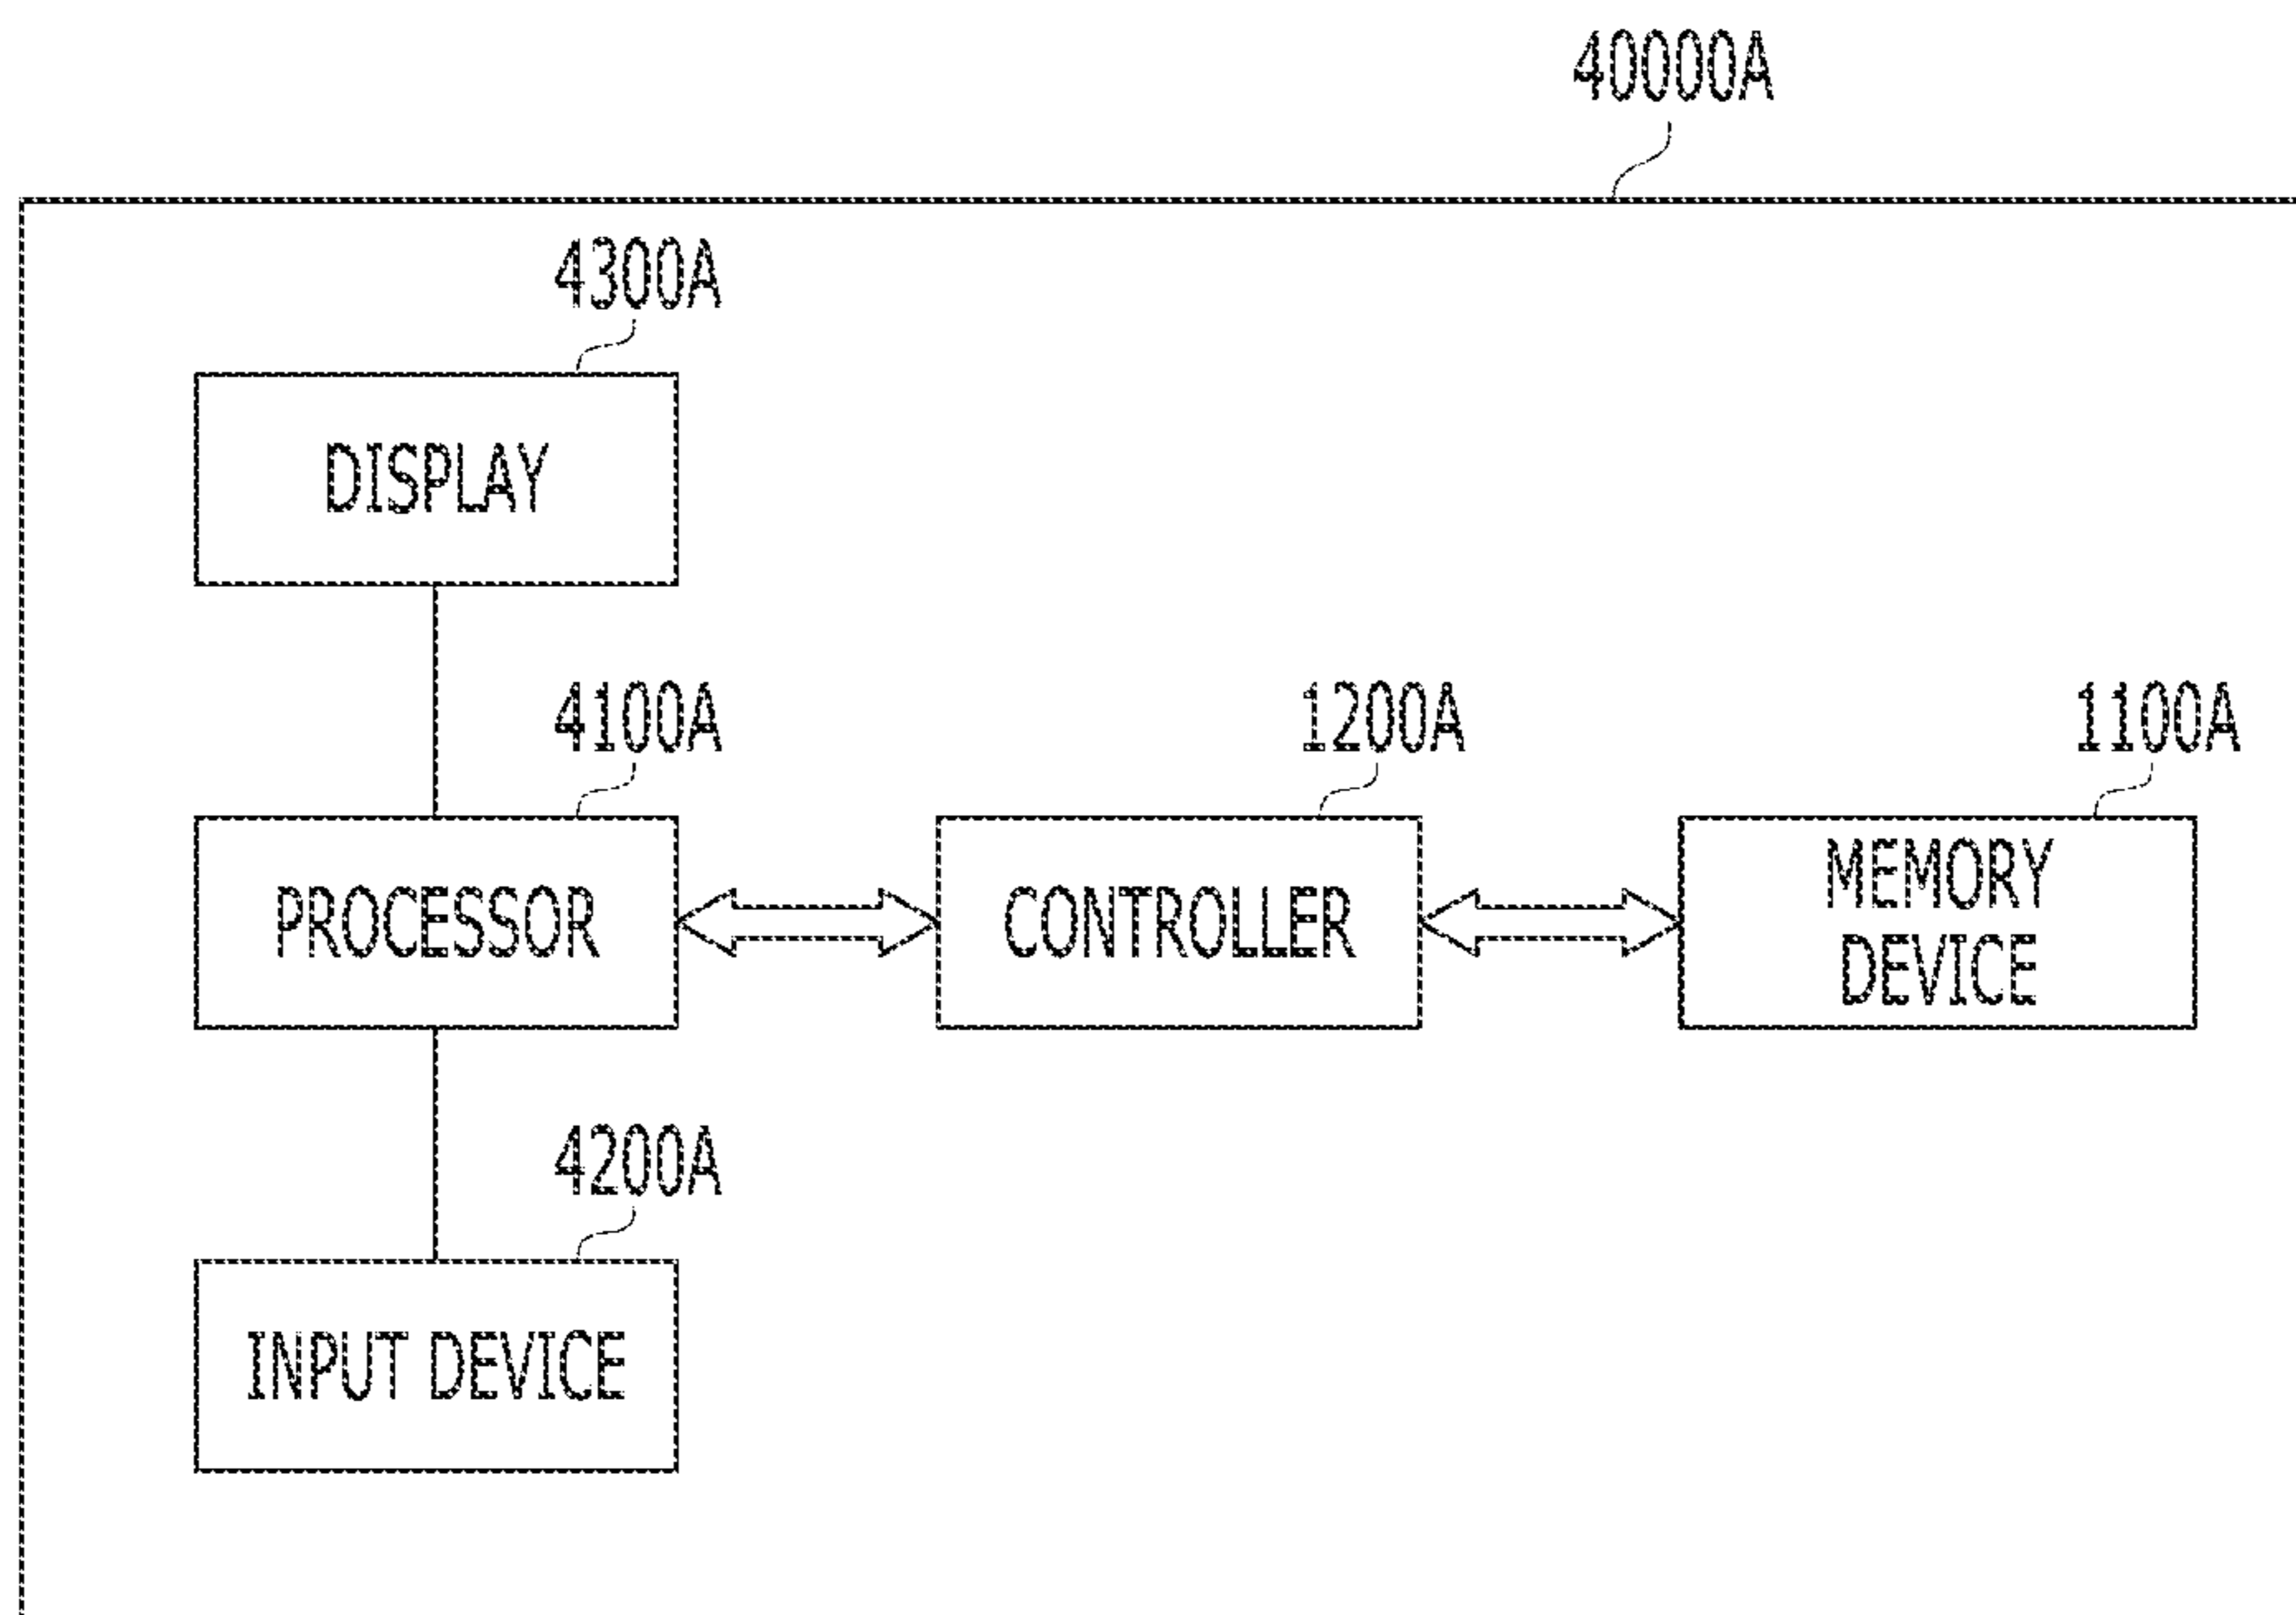 40000A
4300A
DISPLAY
4100A
1200A
1100A
PROCESSOR
CONTROLLER
MEMORY
DEVICE
4200A
INPUT DEVICE